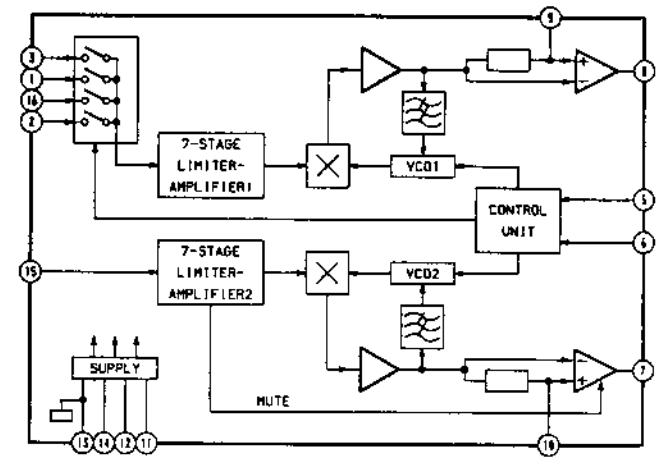 9
3
1
16
2
+
−
8
7-STAGE
LIMITER-
AMPLIFIER1
VCO1
CONTROL
UNIT
5
6
15
7-STAGE
LIMITER-
AMPLIFIER2
VCO2
SUPPLY
MUTE
−
+
7
13
14
12
11
10